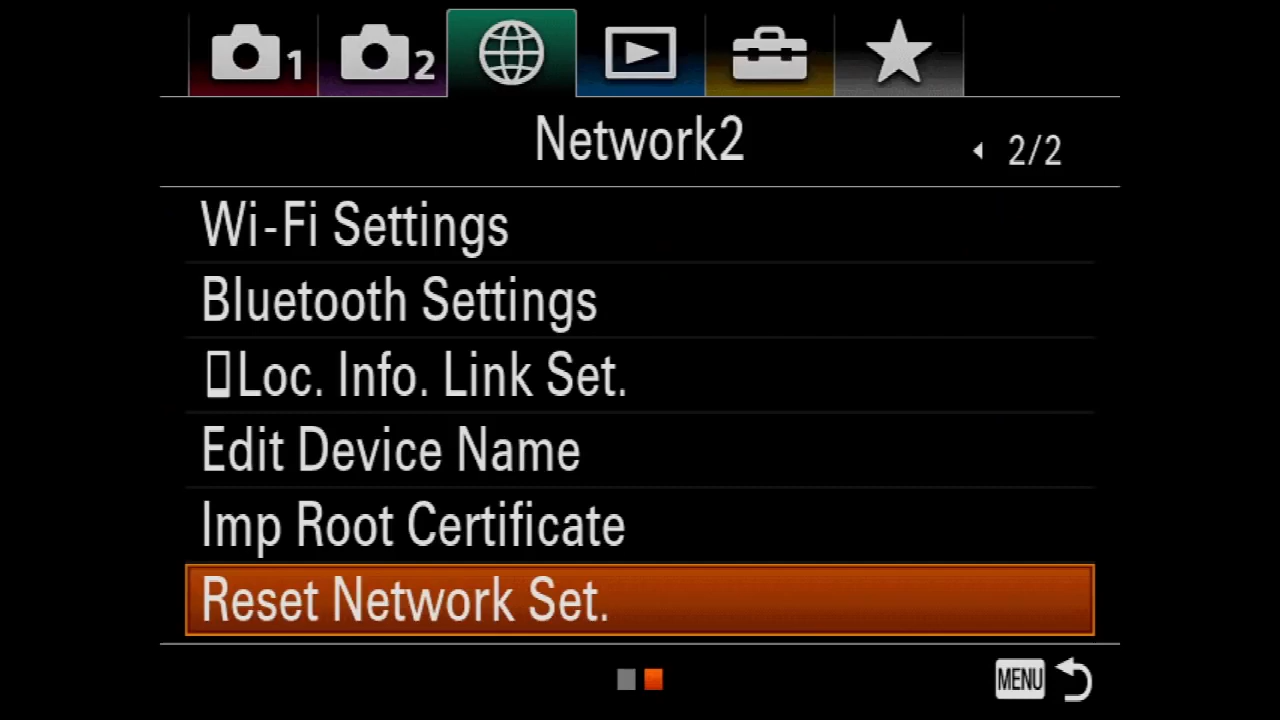 1 2
Network2 2/2
Wi-Fi Settings
Bluetooth Settings
Loc. Info. Link Set.
Edit Device Name
Imp Root Certificate
Reset Network Set.
MENU